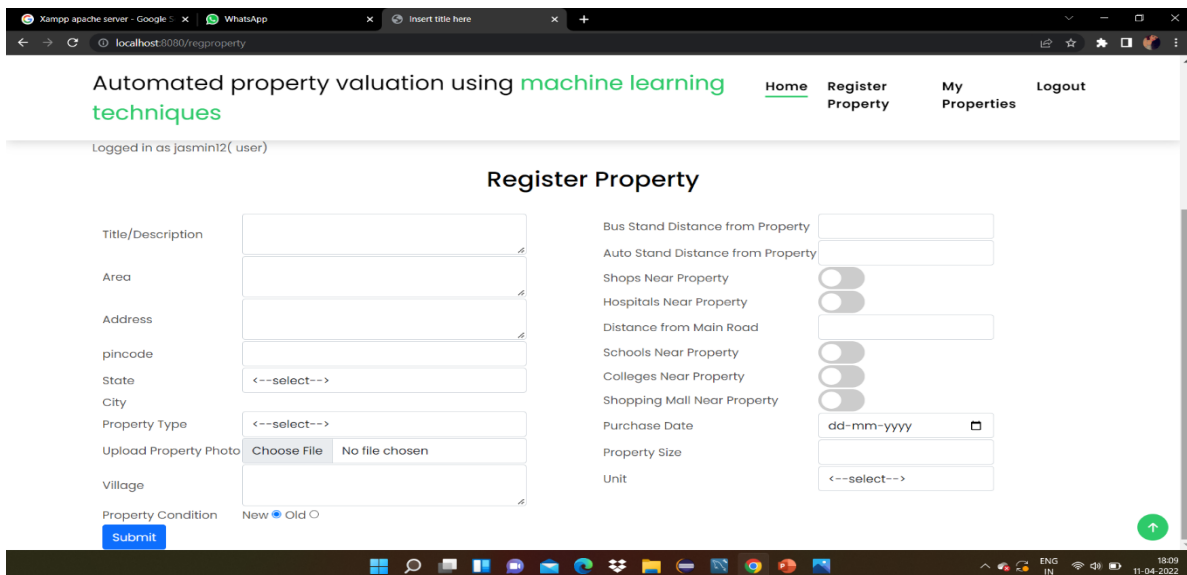 Xampp apache server - Google S
WhatsApp
Insert title here
localhost:8080/regproperty
Automated property valuation using machine learning
techniques
Home
Register
Property
My
Properties
Logout
Logged in as jasmin12( user)
Register Property
Title/Description
Area
Address
pincode
State
<--select-->
City
Property Type
<--select-->
Upload Property Photo
Choose File
No file chosen
Village
Property Condition
New
Old
Submit
Bus Stand Distance from Property
Auto Stand Distance from Property
Shops Near Property
Hospitals Near Property
Distance from Main Road
Schools Near Property
Colleges Near Property
Shopping Mall Near Property
Purchase Date
dd-mm-yyyy
Property Size
Unit
<--select-->
ENG
IN
18:09
11-04-2022